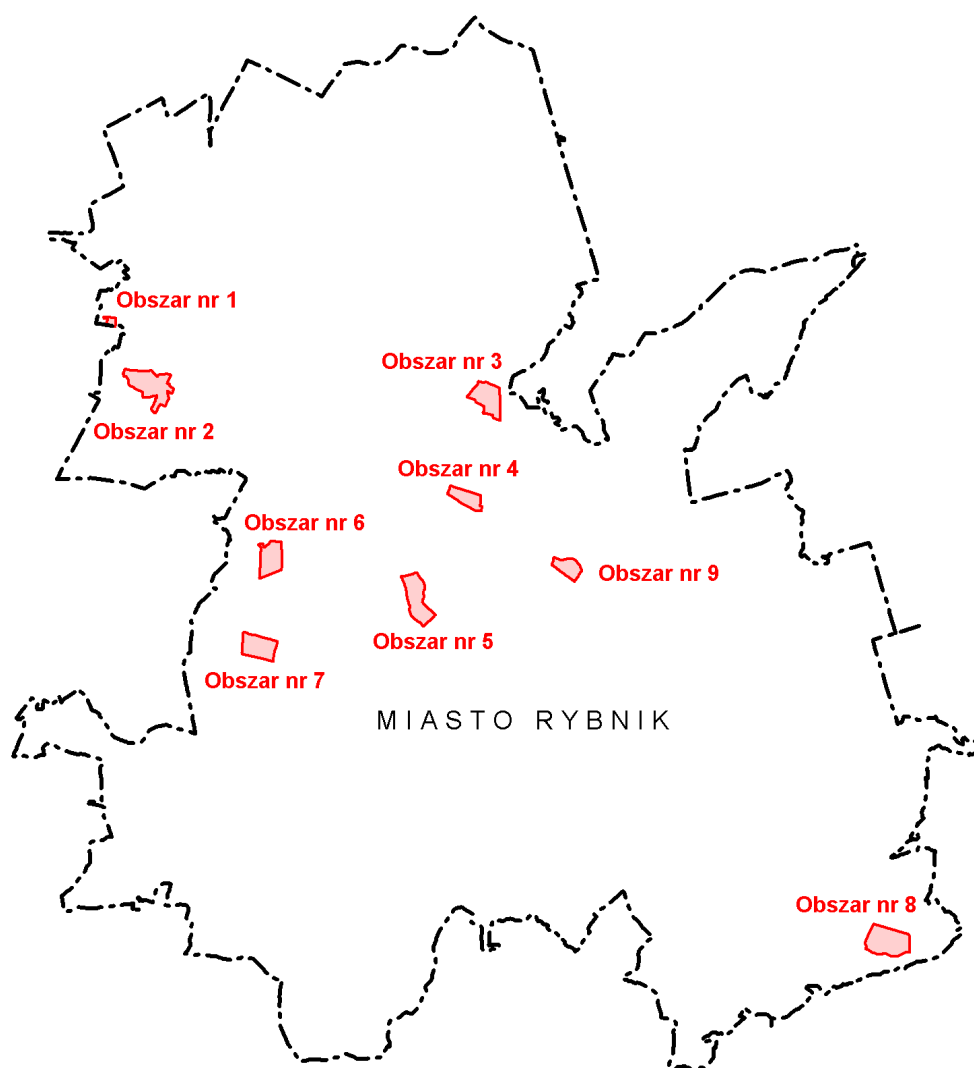 Obszar nr 1
Obszar nr 3
Obszar nr 2
Obszar nr 4
Obszar nr 6
Obszar nr 9
Obszar nr 5
Obszar nr 7
MIASTO RYBNIK
Obszar nr 8